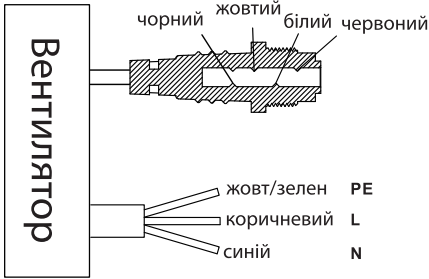 Вентилятор
чорний
жовтий
білий
червоний
жовт/зелен PE
коричневий L
синій N